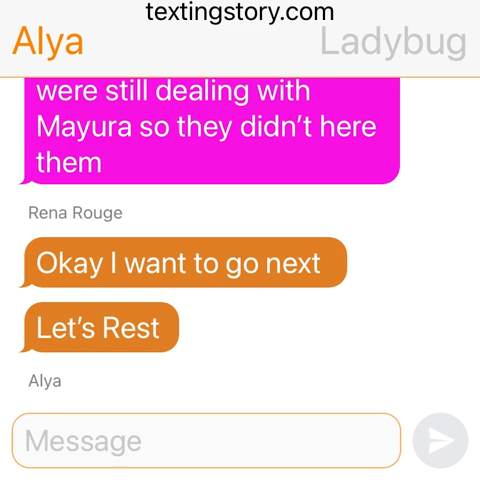 textingstory.com
Alya
Ladybug
were still dealing with
Mayura so they didn’t here
them
Rena Rouge
Okay I want to go next
Let’s Rest
Alya
Message